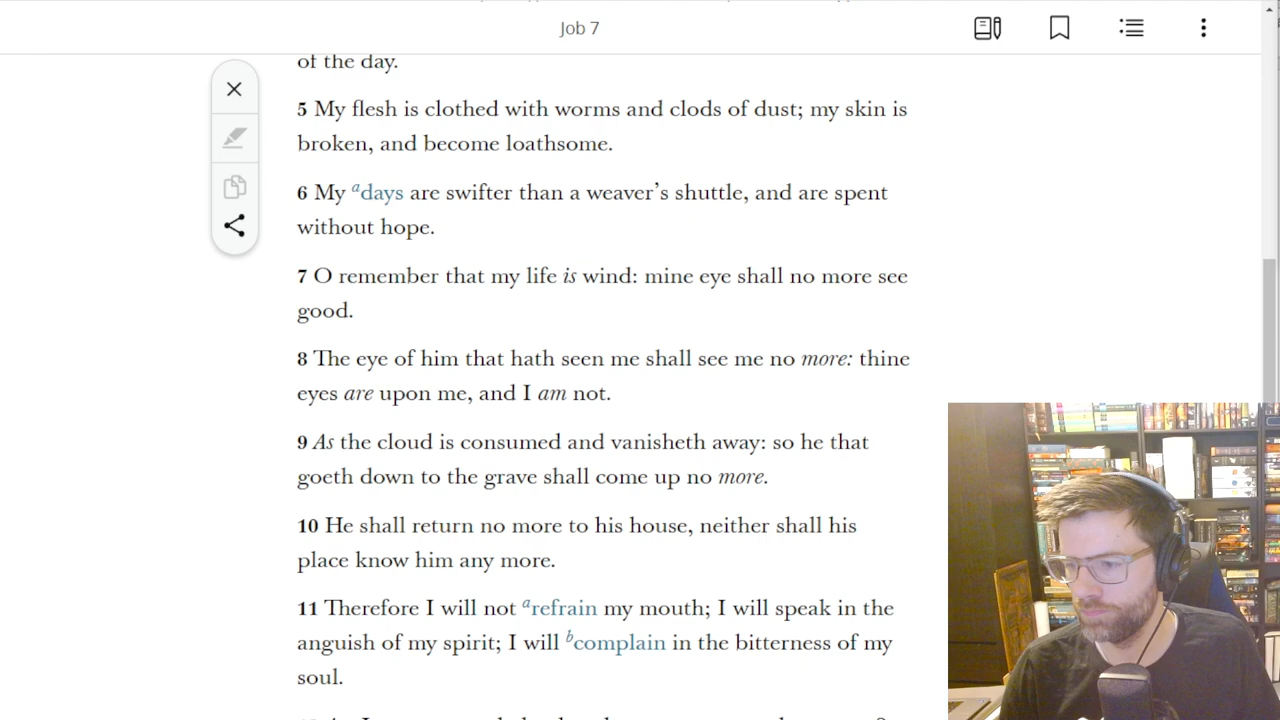 Job 7
of the day.
5 My flesh is clothed with worms and clods of dust; my skin is
broken, and become loathsome.
6 My a days are swifter than a weaver's shuttle, and are spent
without hope.
7 O remember that my life is wind: mine eye shall no more see
good.
8 The eye of him that hath seen me shall see me no more: thine
eyes are upon me, and I am not.
9 As the cloud is consumed and vanisheth away: so he that
goeth down to the grave shall come up no more.
10 He shall return no more to his house, neither shall his
place know him any more.
11 Therefore I will not a refrain my mouth; I will speak in the
anguish of my spirit; I will b complain in the bitterness of my
soul.